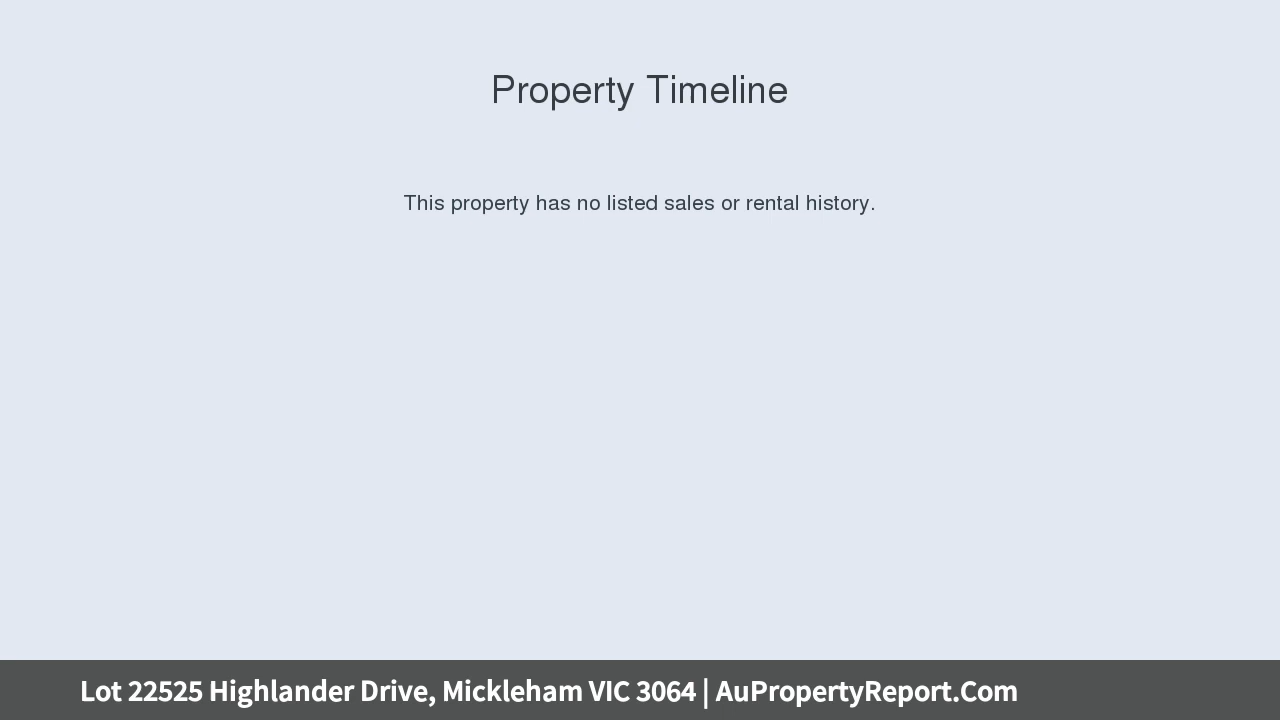 Property Timeline
This property has no listed sales or rental history.
Lot 22525 Highlander Drive, Mickleham VIC 3064 | AuPropertyReport.Com